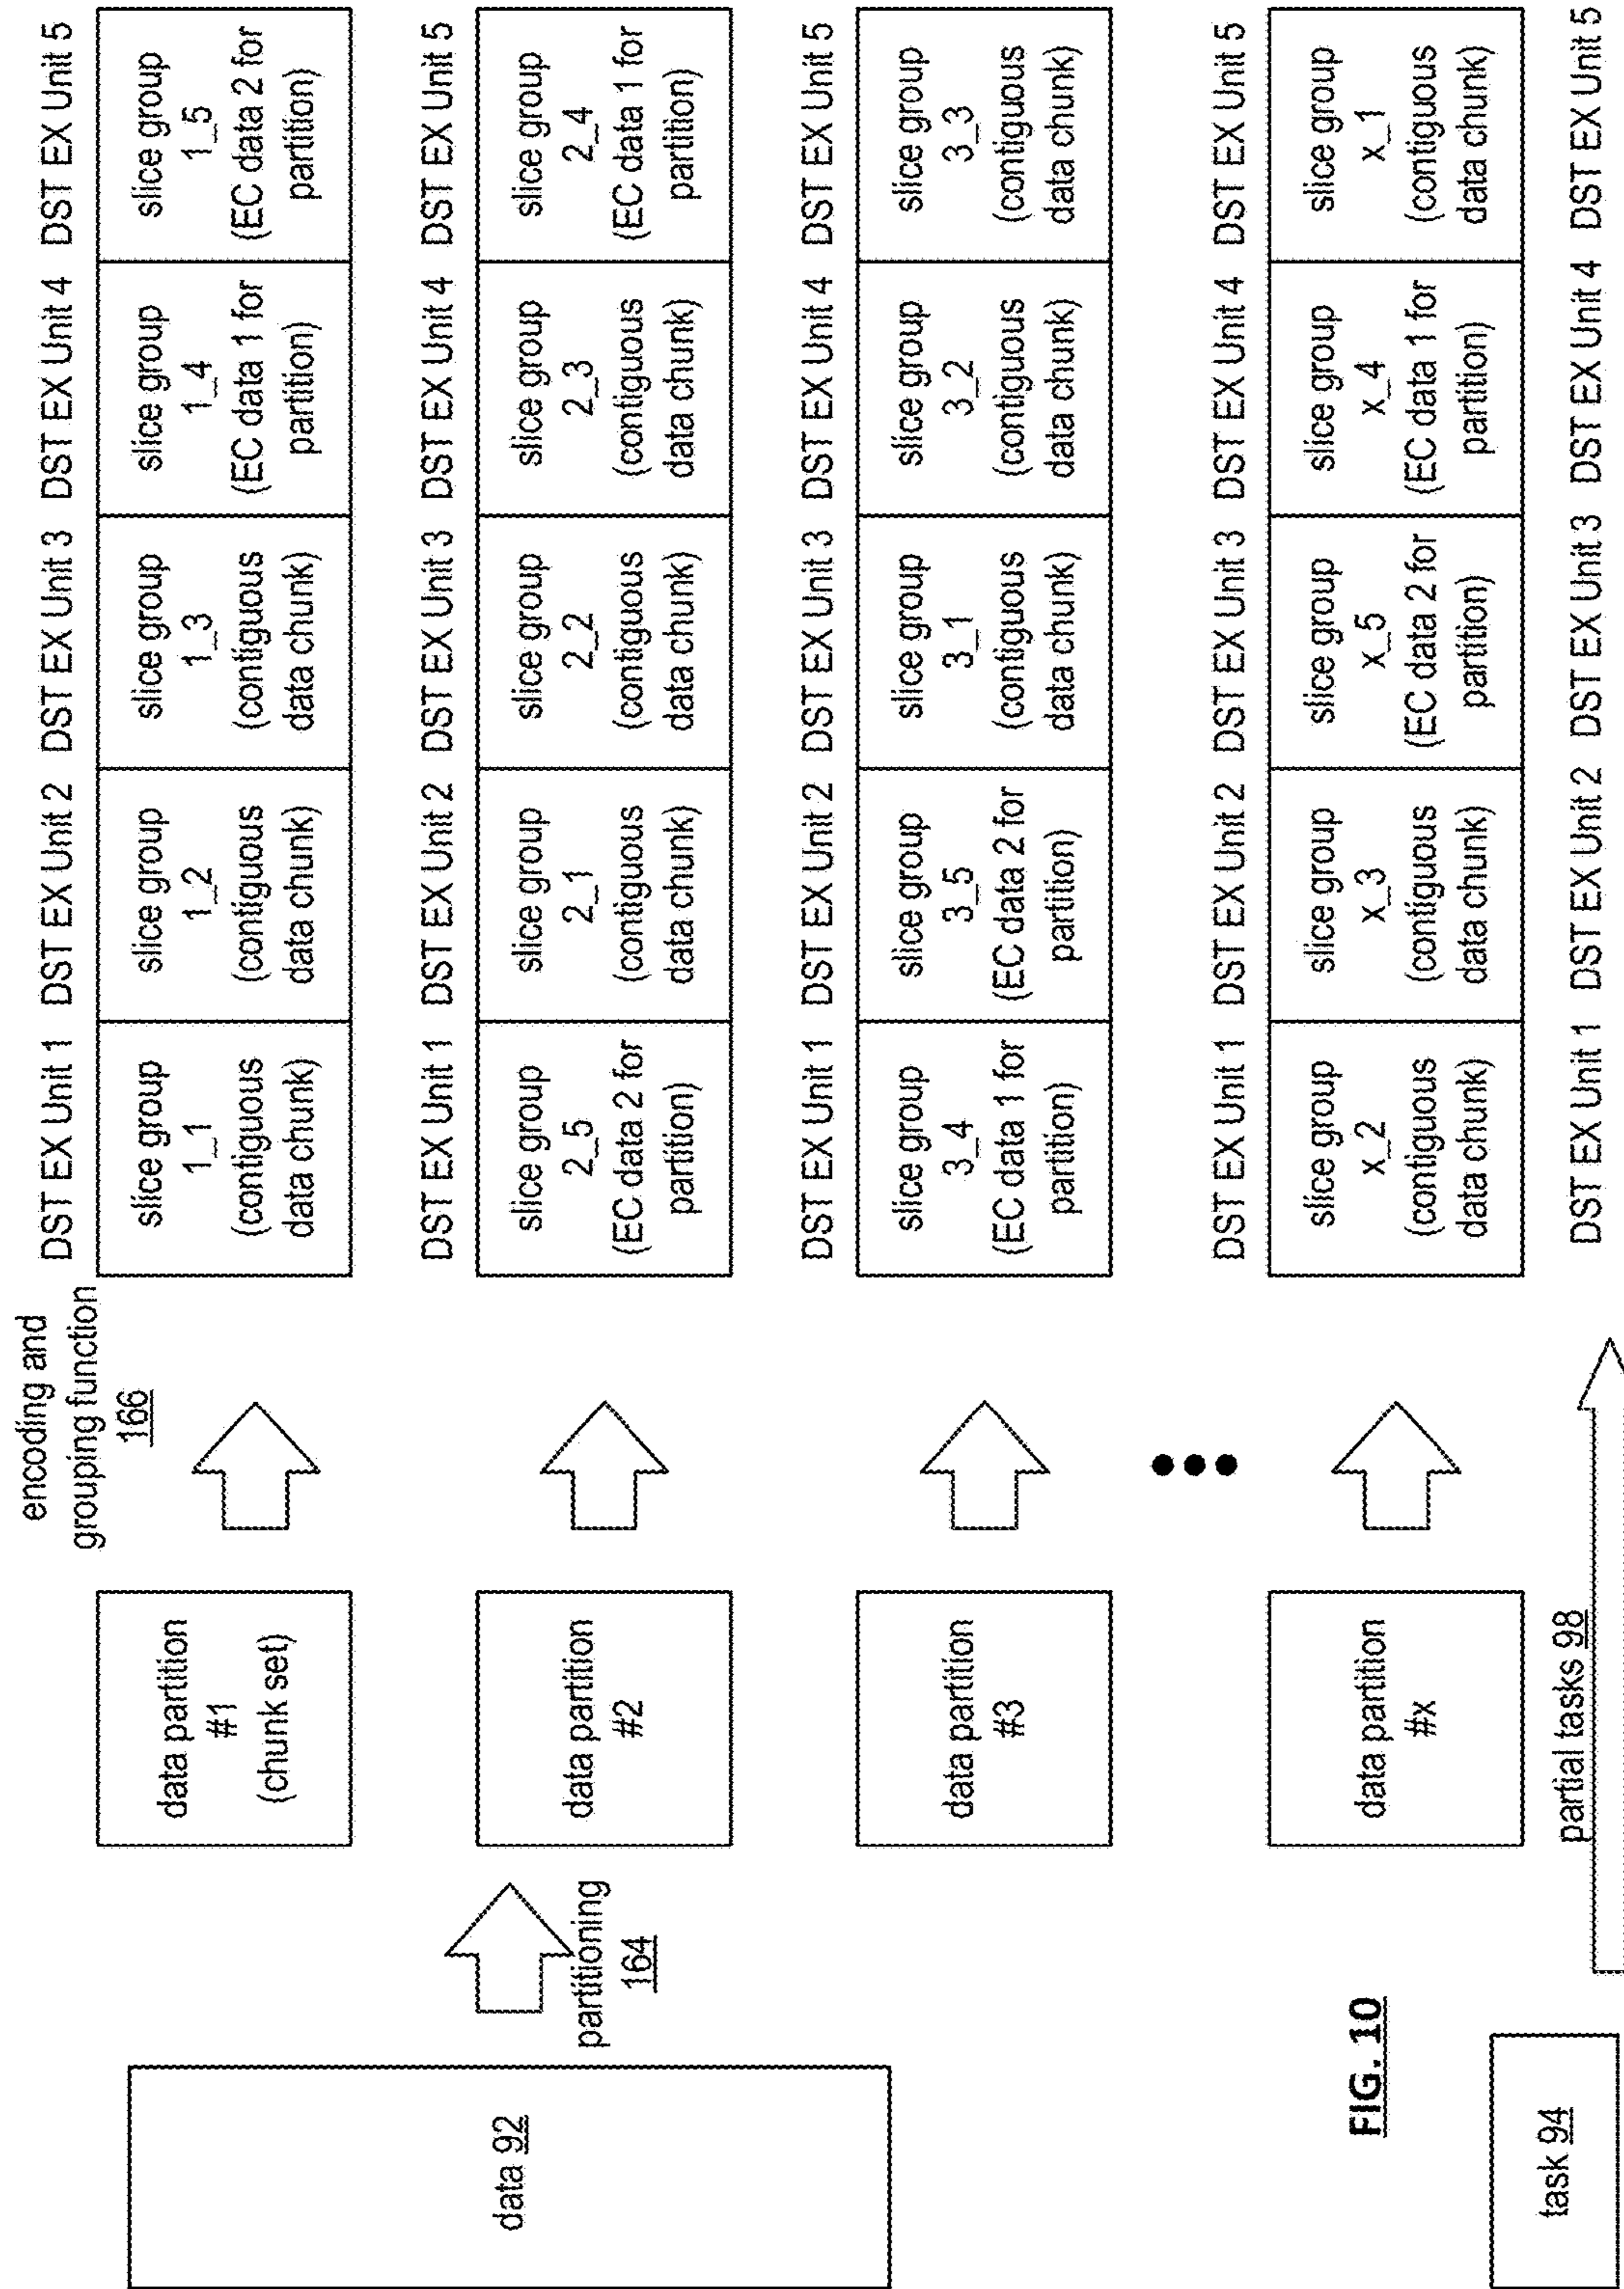 encoding and
grouping function
166
DST EX Unit 1 DST EX Unit 2 DST EX Unit 3 DST EX Unit 4 DST EX Unit 5
data partition
#1
(chunk set)
slice group
1_1
(contiguous
data chunk)
slice group
1_2
(contiguous
data chunk)
slice group
1_3
(contiguous
data chunk)
slice group
1_4
(EC data 1 for
partition)
slice group
1_5
(EC data 2 for
partition)
data 92
partitioning
164
DST EX Unit 1 DST EX Unit 2 DST EX Unit 3 DST EX Unit 4 DST EX Unit 5
data partition
#2
slice group
2_5
(EC data 2 for
partition)
slice group
2_1
(contiguous
data chunk)
slice group
2_2
(contiguous
data chunk)
slice group
2_3
(contiguous
data chunk)
slice group
2_4
(EC data 1 for
partition)
DST EX Unit 1 DST EX Unit 2 DST EX Unit 3 DST EX Unit 4 DST EX Unit 5
data partition
#3
slice group
3_4
(EC data 1 for
partition)
slice group
3_5
(EC data 2 for
partition)
slice group
3_1
(contiguous
data chunk)
slice group
3_2
(contiguous
data chunk)
slice group
3_3
(contiguous
data chunk)
DST EX Unit 1 DST EX Unit 2 DST EX Unit 3 DST EX Unit 4 DST EX Unit 5
data partition
#x
slice group
x_2
(contiguous
data chunk)
slice group
x_3
(contiguous
data chunk)
slice group
x_5
(EC data 2 for
partition)
slice group
x_4
(EC data 1 for
partition)
slice group
x_1
(contiguous
data chunk)
FIG. 10
task 94
partial tasks 98
DST EX Unit 1 DST EX Unit 2 DST EX Unit 3 DST EX Unit 4 DST EX Unit 5